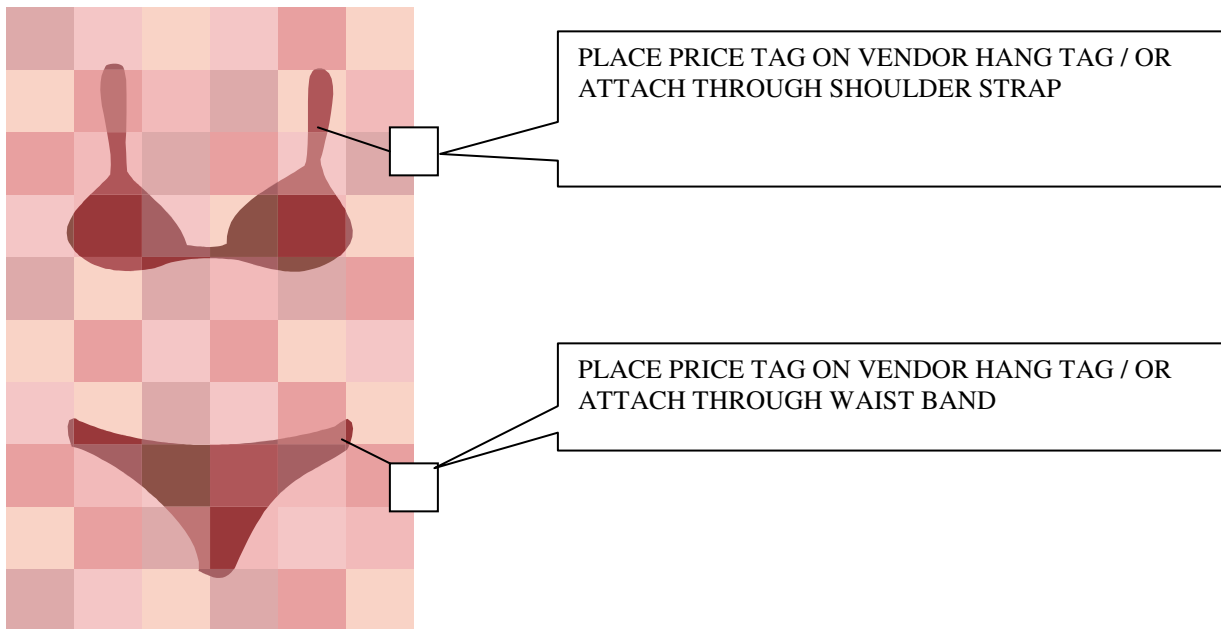 PLACE PRICE TAG ON VENDOR HANG TAG / OR
ATTACH THROUGH SHOULDER STRAP
PLACE PRICE TAG ON VENDOR HANG TAG / OR
ATTACH THROUGH WAIST BAND